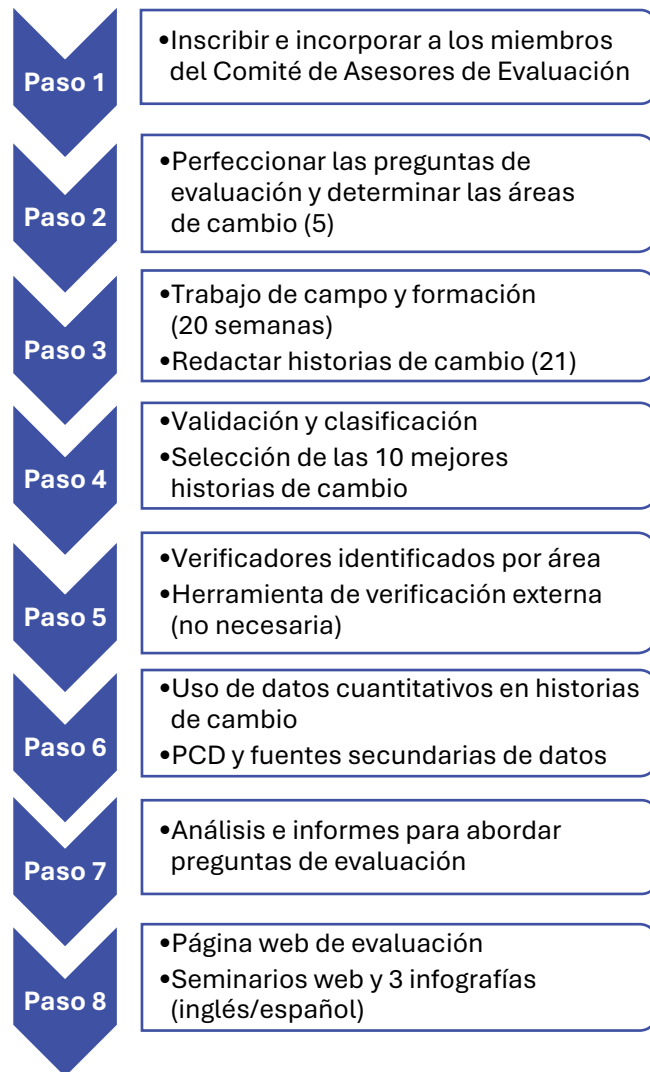 Paso 1
•Inscribir e incorporar a los miembros
del Comité de Asesores de Evaluación
Paso 2
•Perfeccionar las preguntas de
evaluación y determinar las áreas
de cambio (5)
Paso 3
•Trabajo de campo y formación
(20 semanas)
•Redactar historias de cambio (21)
Paso 4
•Validación y clasificación
•Selección de las 10 mejores
historias de cambio
Paso 5
•Verificadores identificados por área
•Herramienta de verificación externa
(no necesaria)
Paso 6
•Uso de datos cuantitativos en historias
de cambio
•PCD y fuentes secundarias de datos
Paso 7
•Análisis e informes para abordar
preguntas de evaluación
Paso 8
•Página web de evaluación
•Seminarios web y 3 infografías
(inglés/español)